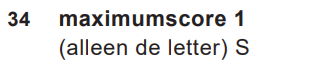 34 maximumscore 1
(alleen de letter) S